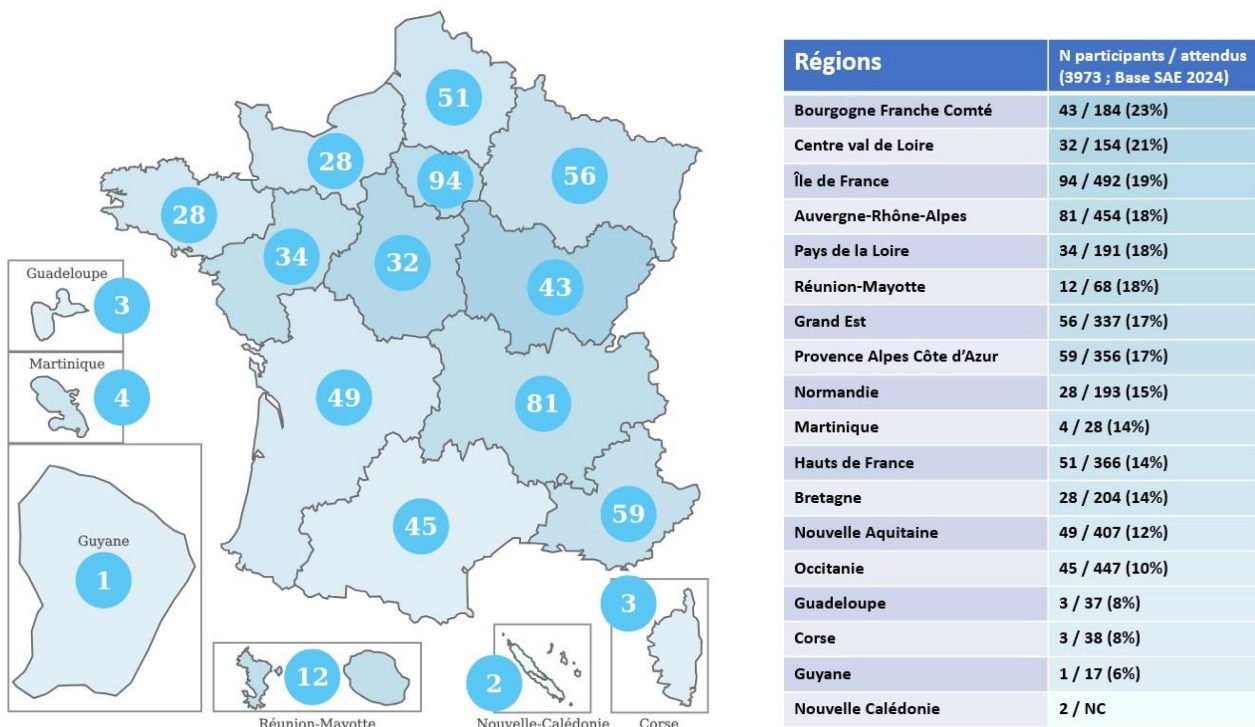 51
28
94
56
28
34
32
43
Guadeloupe
3
Martinique
4
49
81
Guyane
1
45
59
3
12
2
Réunion-Mayotte
Nouvelle-Calédonie
Corse
Régions
N participants / attendus
(3973 ; Base SAE 2024)
Bourgogne Franche Comté 43 / 184 (23%)
Centre val de Loire 32 / 154 (21%)
Île de France 94 / 492 (19%)
Auvergne-Rhône-Alpes 81 / 454 (18%)
Pays de la Loire 34 / 191 (18%)
Réunion-Mayotte 12 / 68 (18%)
Grand Est 56 / 337 (17%)
Provence Alpes Côte d'Azur 59 / 356 (17%)
Normandie 28 / 193 (15%)
Martinique 4 / 28 (14%)
Hauts de France 51 / 366 (14%)
Bretagne 28 / 204 (14%)
Nouvelle Aquitaine 49 / 407 (12%)
Occitanie 45 / 447 (10%)
Guadeloupe 3 / 37 (8%)
Corse 3 / 38 (8%)
Guyane 1 / 17 (6%)
Nouvelle Calédonie 2 / NC